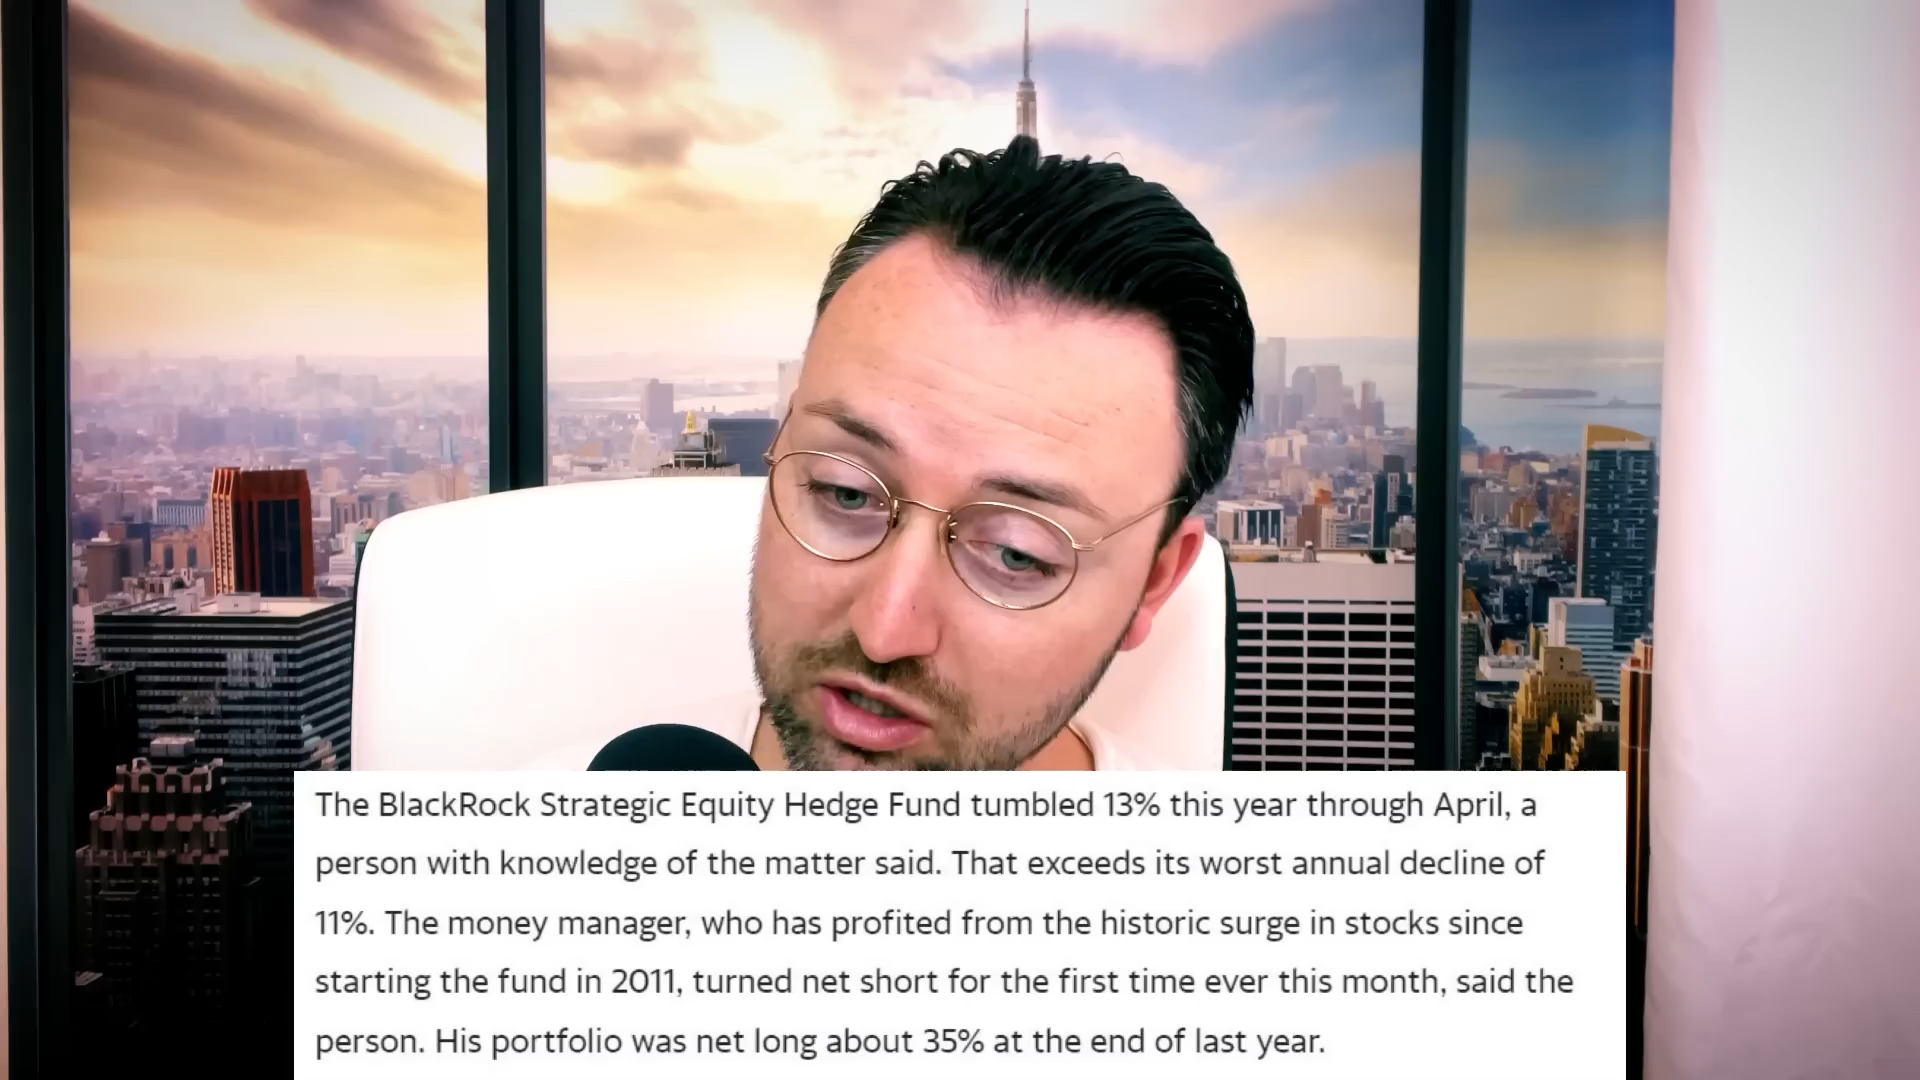 The BlackRock Strategic Equity Hedge Fund tumbled 13% this year through April, a
person with knowledge of the matter said. That exceeds its worst annual decline of
11%. The money manager, who has profited from the historic surge in stocks since
starting the fund in 2011, turned net short for the first time ever this month, said the
person. His portfolio was net long about 35% at the end of last year.